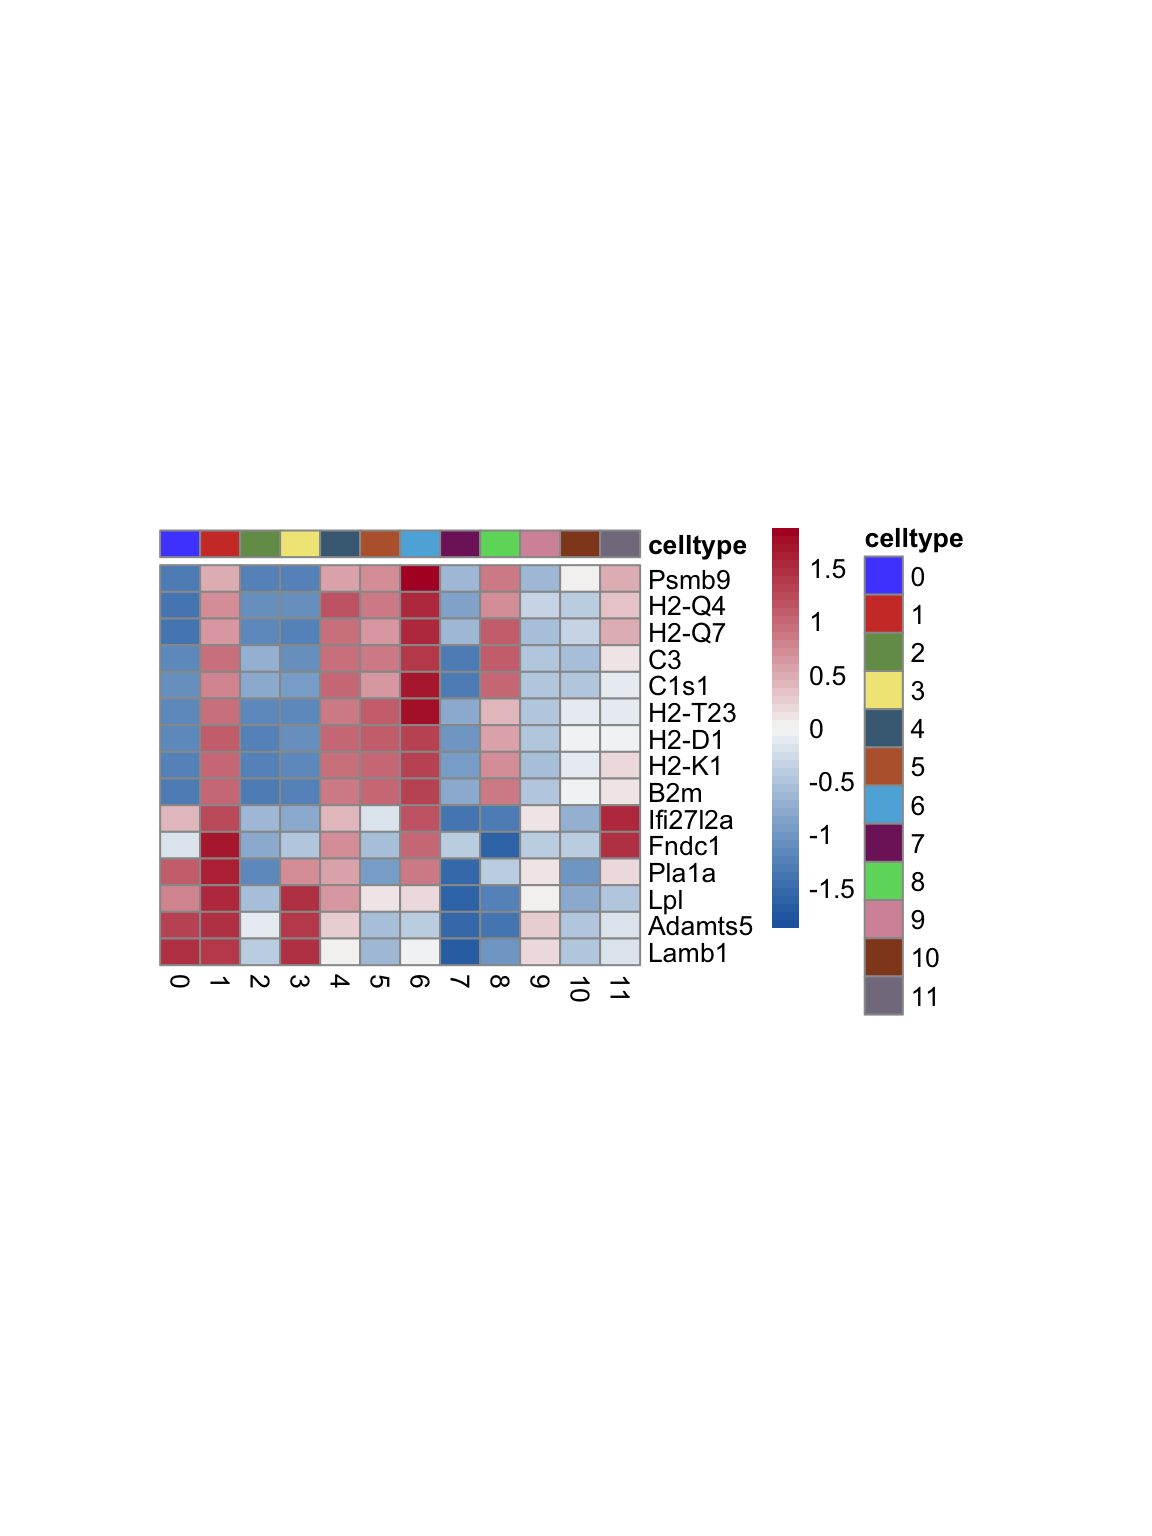 celltype
Psmb9
H2-Q4
H2-Q7
C3
C1s1
H2-T23
H2-D1
H2-K1
B2m
Ifi27l2a
Fndc1
Pla1a
Lpl
Adamts5
Lamb1
0 1 2 3 4 5 6 7 8 9 10 11
1.5
1
0.5
0
-0.5
-1
-1.5
celltype
0
1
2
3
4
5
6
7
8
9
10
11